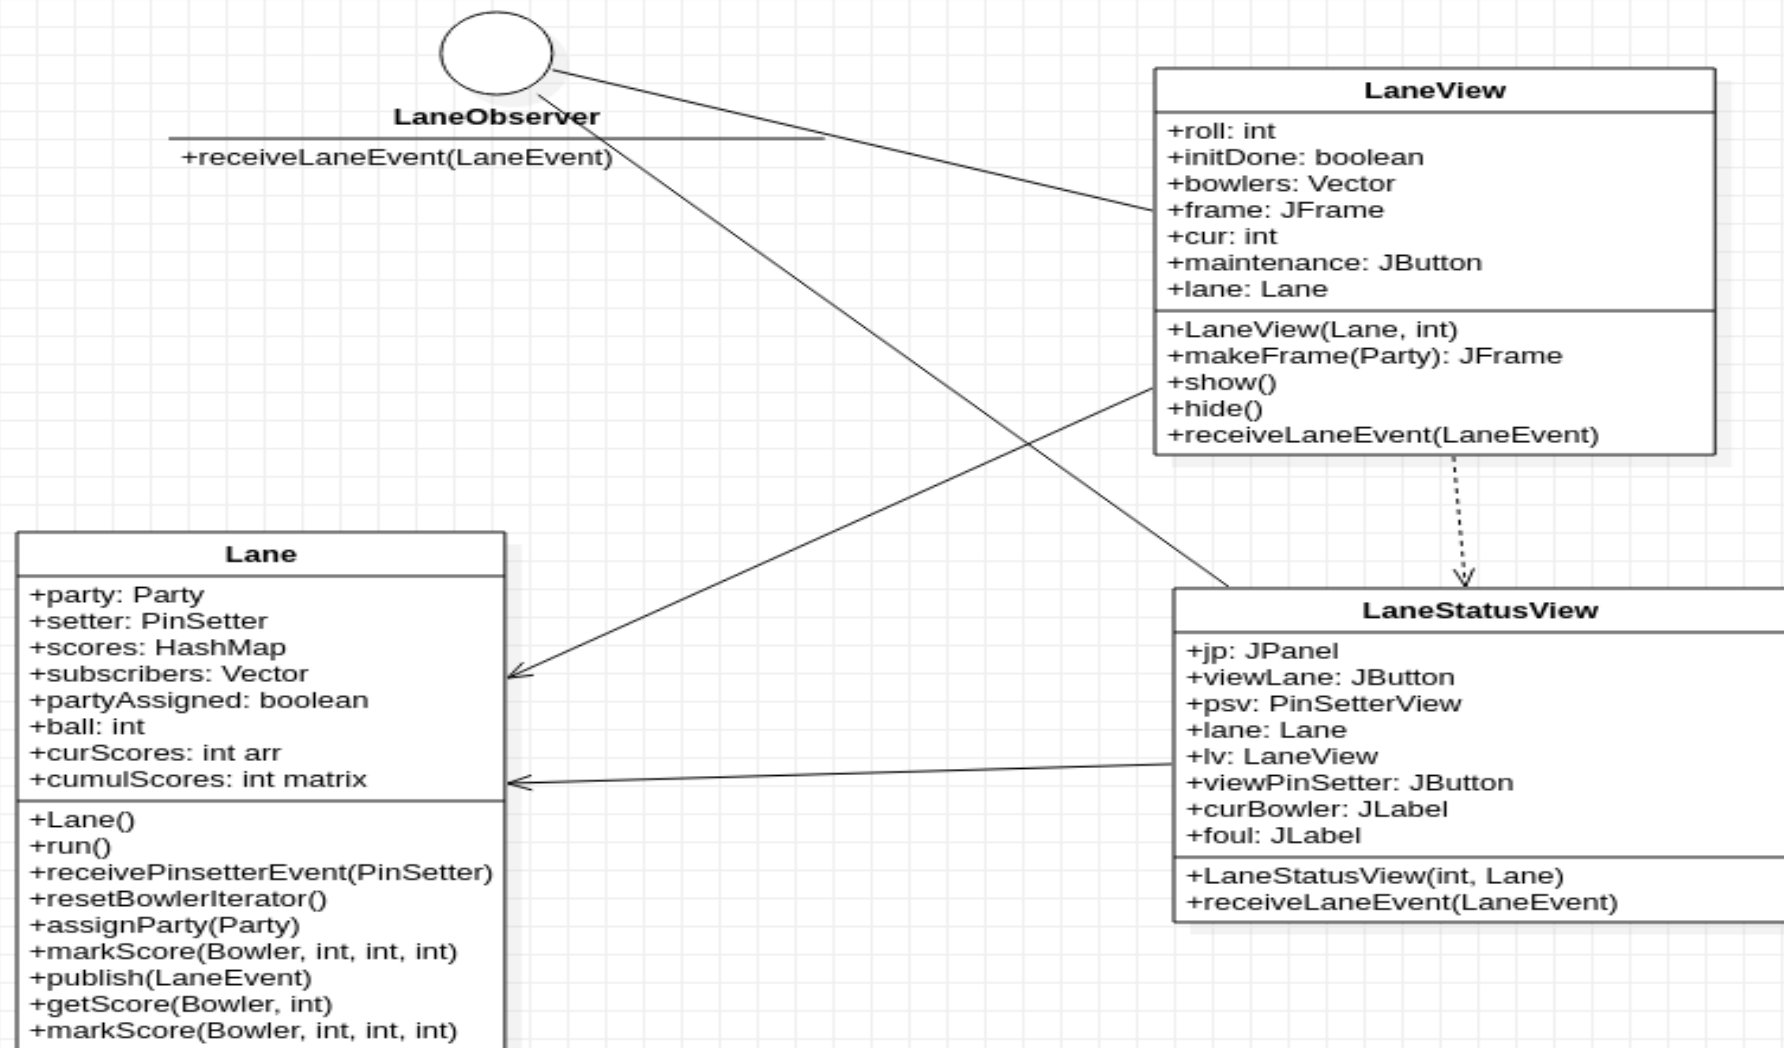 LaneObserver
+receiveLaneEvent(LaneEvent)
LaneView
+roll: int
+initDone: boolean
+bowlers: Vector
+frame: JFrame
+cur: int
+maintenance: JButton
+lane: Lane
+LaneView(Lane, int)
+makeFrame(Party): JFrame
+show()
+hide()
+receiveLaneEvent(LaneEvent)
Lane
+party: Party
+setter: PinSetter
+scores: HashMap
+subscribers: Vector
+partyAssigned: boolean
+ball: int
+curScores: int arr
+cumulScores: int matrix
+Lane()
+run()
+receivePinsetterEvent(PinSetter)
+resetBowlerIterator()
+assignParty(Party)
+markScore(Bowler, int, int, int)
+publish(LaneEvent)
+getScore(Bowler, int)
+markScore(Bowler, int, int, int)
LaneStatusView
+jp: JPanel
+viewLane: JButton
+psv: PinSetterView
+lane: Lane
+lv: LaneView
+viewPinSetter: JButton
+curBowler: JLabel
+foul: JLabel
+LaneStatusView(int, Lane)
+receiveLaneEvent(LaneEvent)